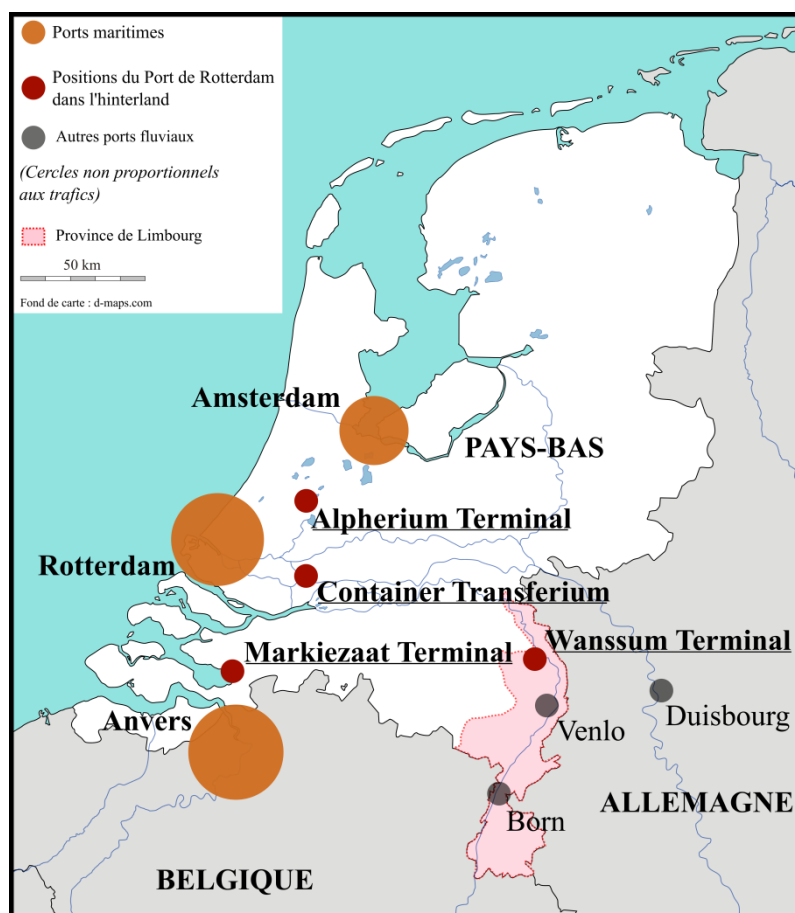 Ports maritimes
Positions du Port de Rotterdam
dans l'hinterland
Autres ports fluviaux
(Cercles non proportionnels
aux trafics)
Province de Limbourg
50 km
Fond de carte : d-maps.com
Amsterdam
PAYS-BAS
Alpherium Terminal
Rotterdam
Container Transferium
Wanssum Terminal
Markiezaat Terminal
Anvers
Venlo
Duisbourg
ALLEMAGNE
Born
BELGIQUE